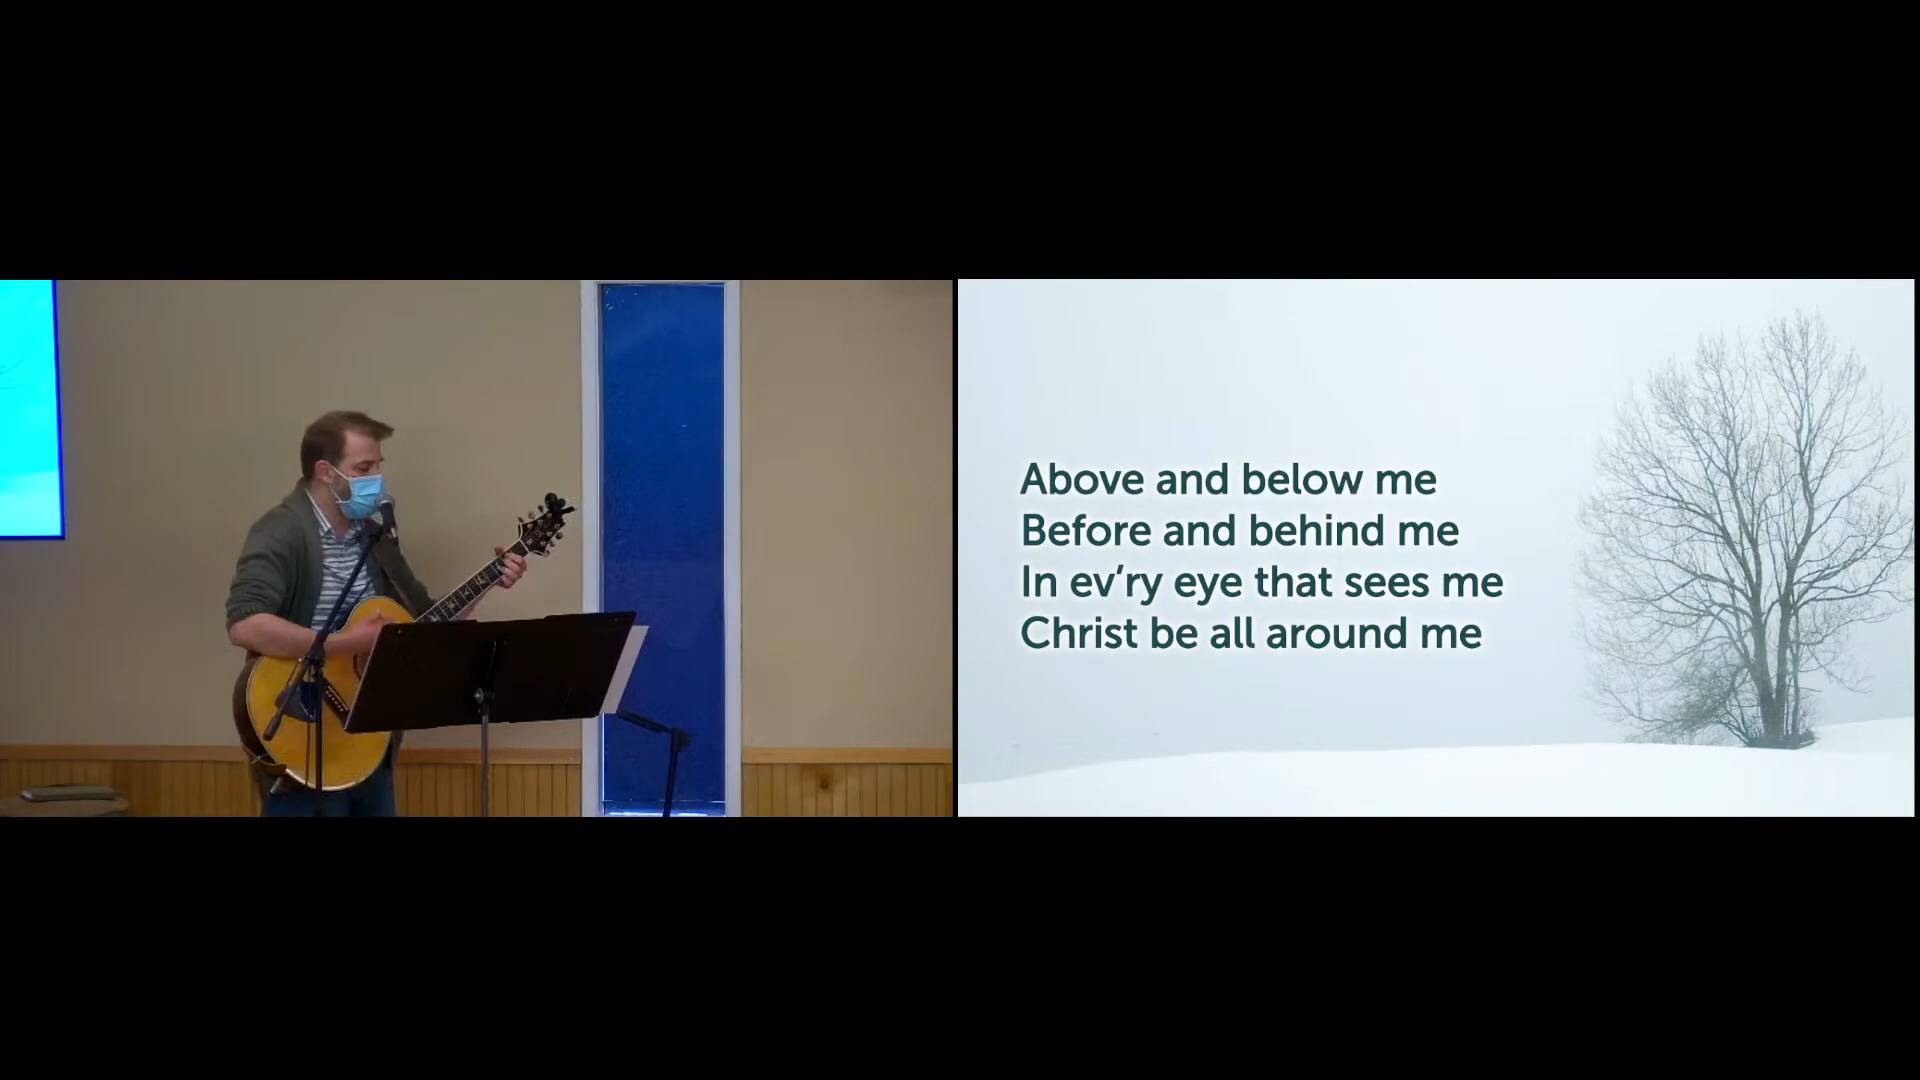 Above and below me
Before and behind me
In ev’ry eye that sees me
Christ be all around me